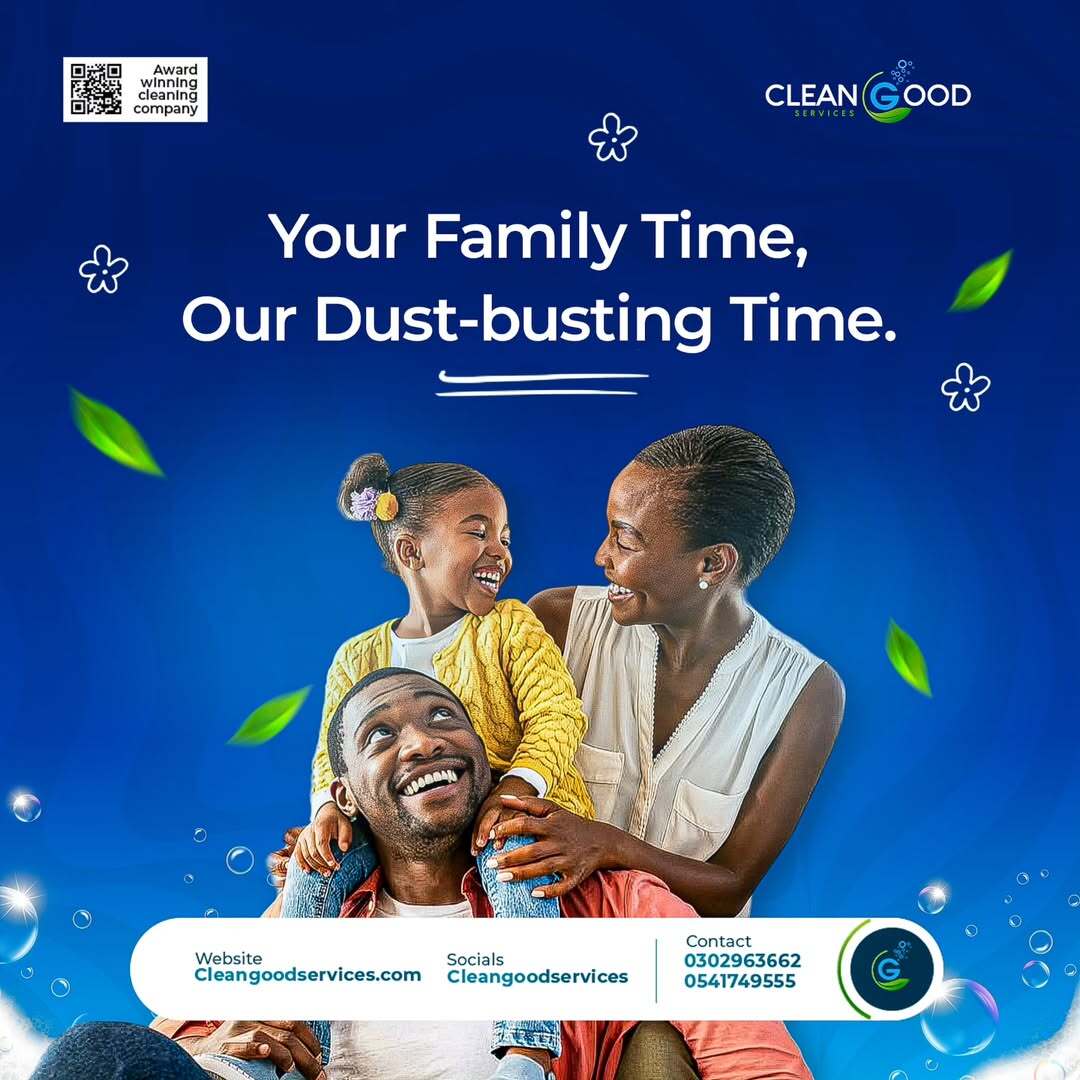 Award
winning
cleaning
company
CLEAN GOOD
SERVICES
Your Family Time,
Our Dust-busting Time.
Website
Cleangoodservices.com
Socials
Cleangoodservices
Contact
0302963662
0541749555
G